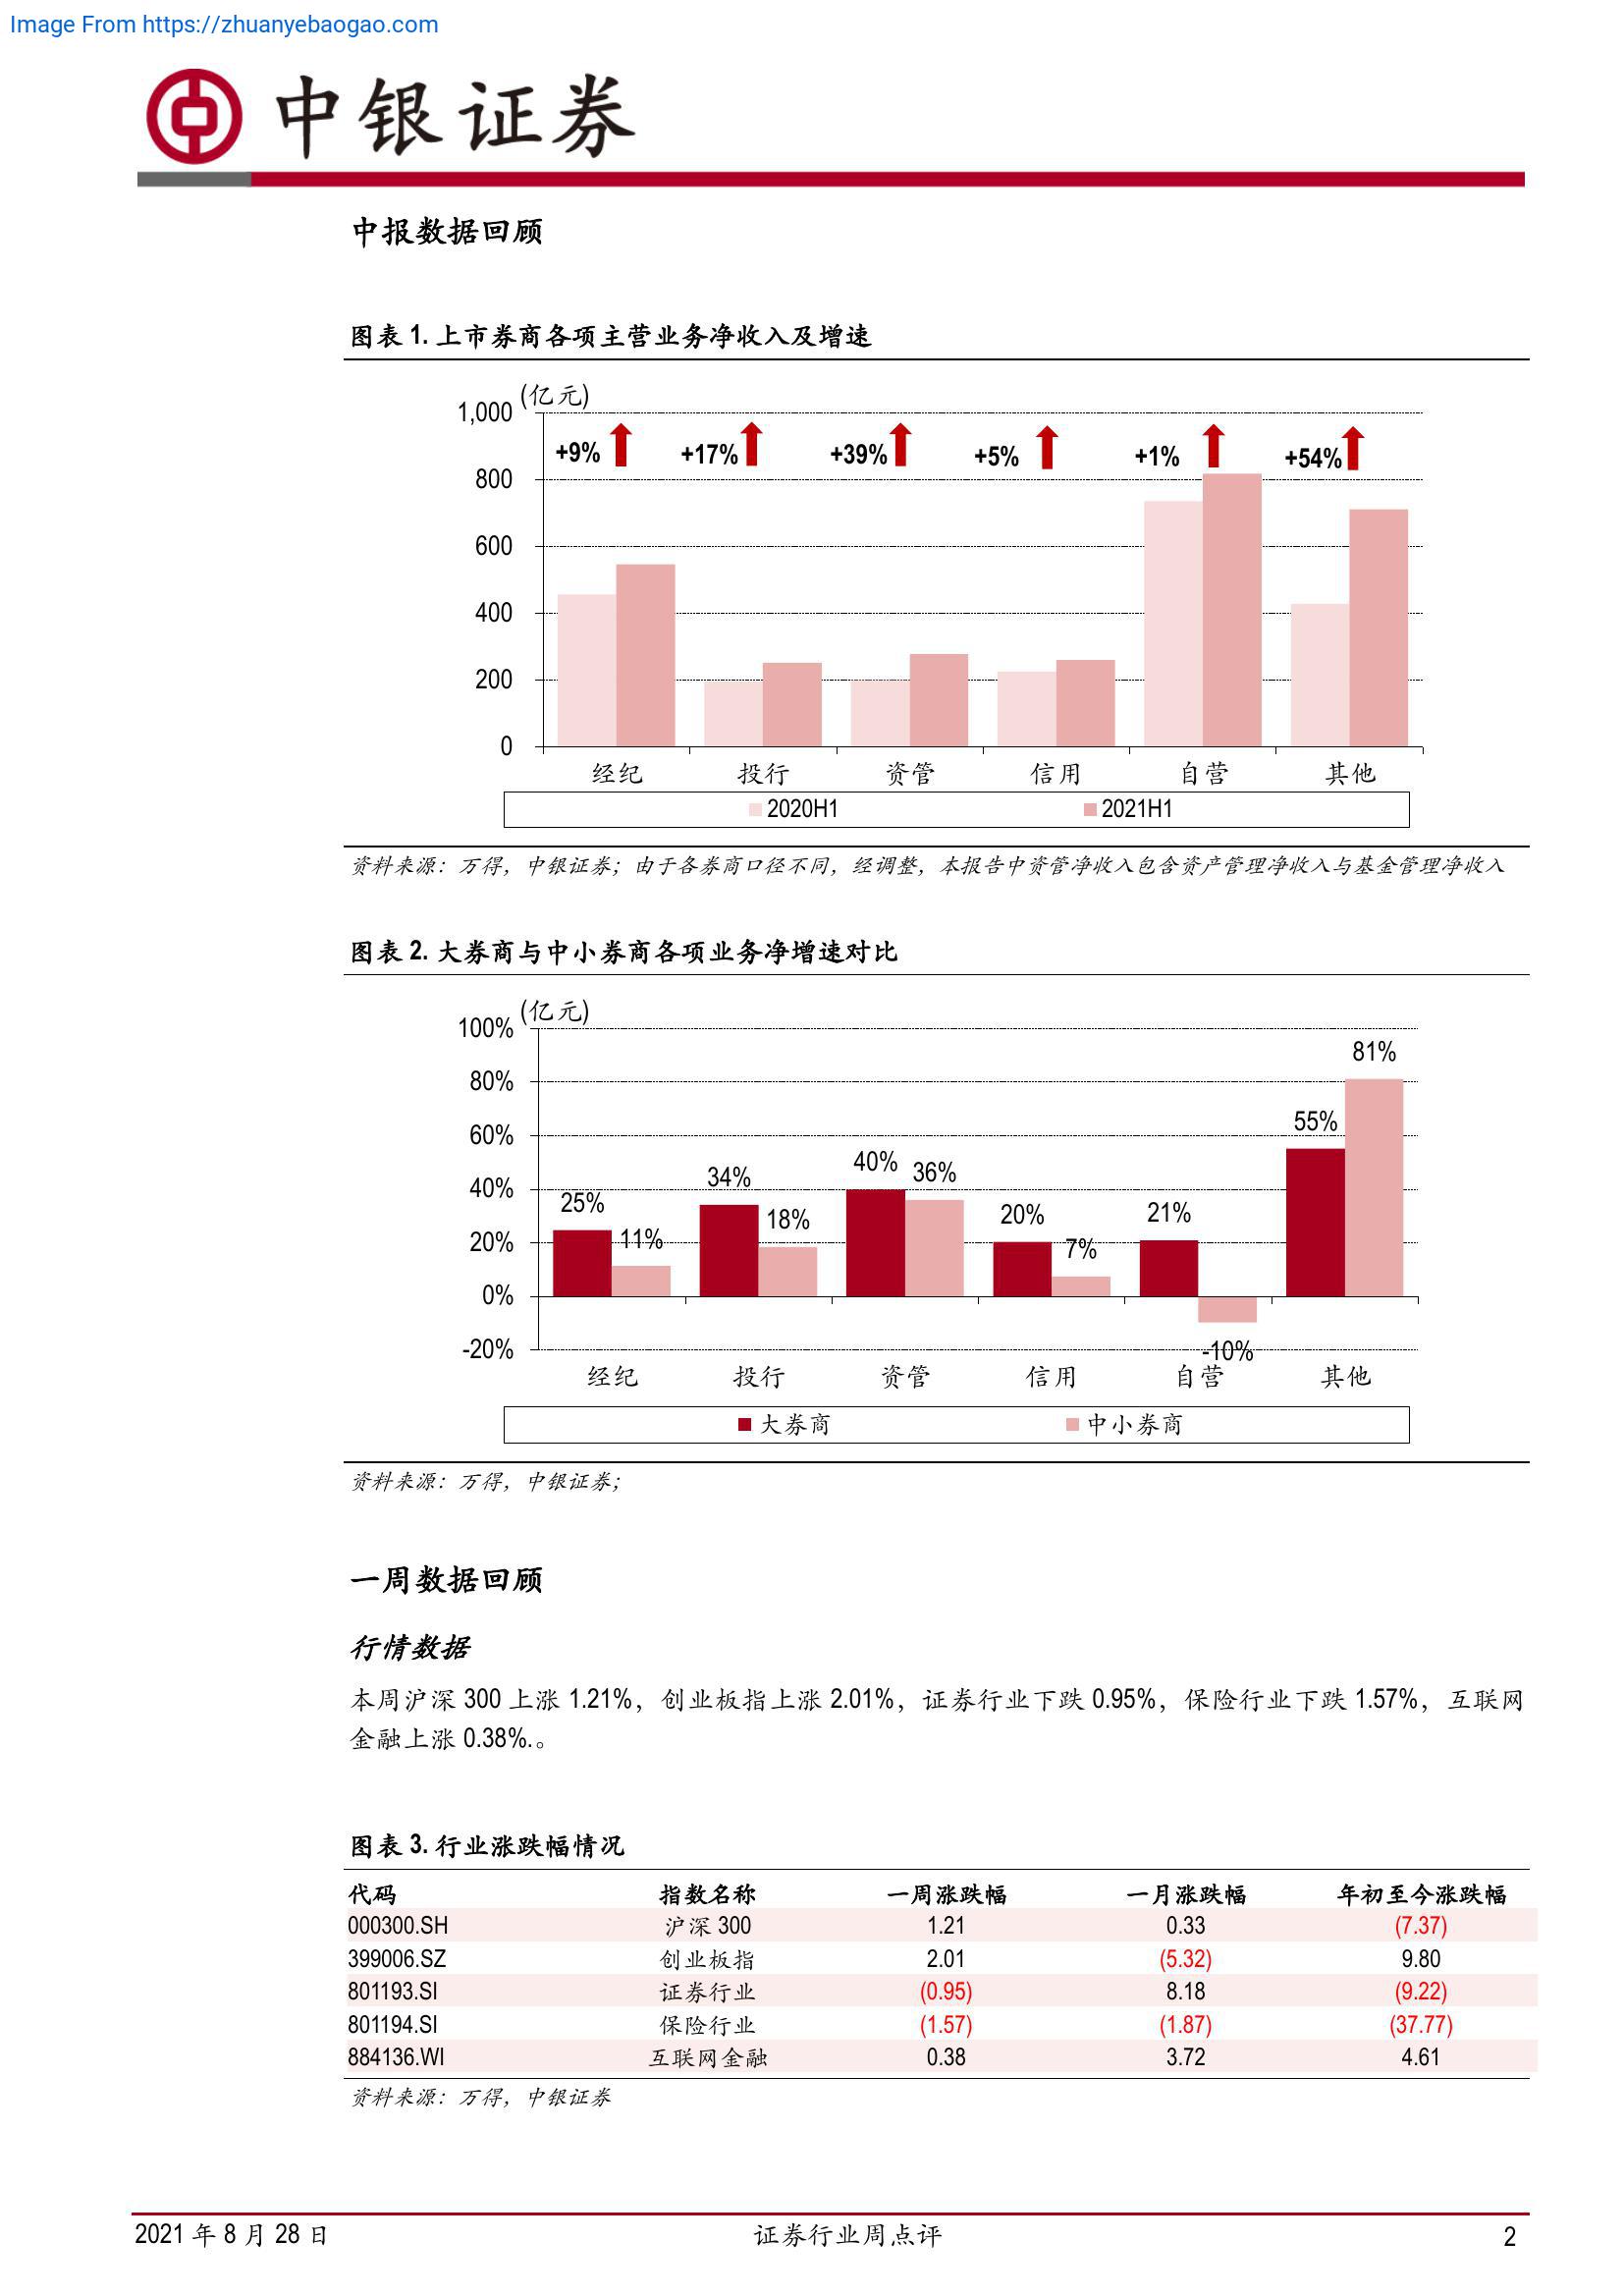 Image From https://zhuanyebaogao.com
中银证券
中报数据回顾
图表 1. 上市券商各项主营业务净收入及增速
(亿元)
1,000
800
600
400
200
0
+9%
+17%
+39%
+5%
+1%
+54%
经纪 投行 资管 信用 自营 其他
2020H1 2021H1
资料来源：万得，中银证券；由于各券商口径不同，经调整，本报告中资管净收入包含资产管理净收入与基金管理净收入
图表 2. 大券商与中小券商各项业务净增速对比
(亿元)
100%
80%
60%
40%
20%
0%
-20%
25% 11%
34% 18%
40% 36%
20% 7%
21% -10%
55% 81%
经纪 投行 资管 信用 自营 其他
大券商 中小券商
资料来源：万得，中银证券；
一周数据回顾
行情数据
本周沪深 300 上涨 1.21%，创业板指上涨 2.01%，证券行业下跌 0.95%，保险行业下跌 1.57%，互联网
金融上涨 0.38%.。
图表 3. 行业涨跌幅情况
代码 指数名称 一周涨跌幅 一月涨跌幅 年初至今涨跌幅
000300.SH 沪深 300 1.21 0.33 (7.37)
399006.SZ 创业板指 2.01 (5.32) 9.80
801193.SI 证券行业 (0.95) 8.18 (9.22)
801194.SI 保险行业 (1.57) (1.87) (37.77)
884136.WI 互联网金融 0.38 3.72 4.61
资料来源：万得，中银证券
2021 年 8 月 28 日 证券行业周点评 2